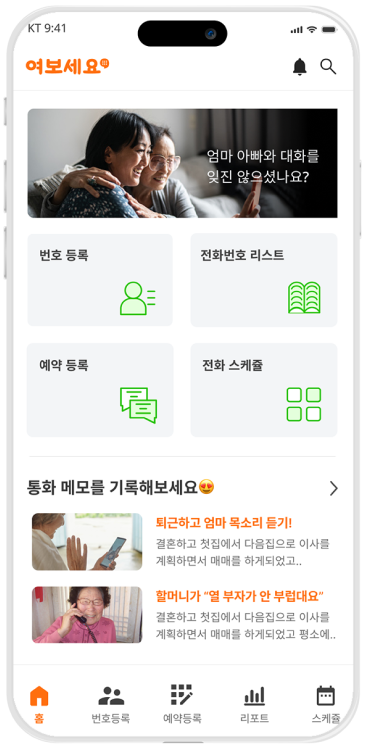 KT 9:41
여보세요
엄마 아빠와 대화를
잊진 않으셨나요?
번호 등록
전화번호 리스트
예약 등록
전화 스케쥴
통화 메모를 기록해보세요😍
퇴근하고 엄마 목소리 듣기!
결혼하고 첫집에서 다음집으로 이사를
계획하면서 매매를 하게되었고..
할머니가 “열 부자가 안 부럽대요”
결혼하고 첫집에서 다음집으로 이사를
계획하면서 매매를 하게되었고 평소에..
홈
번호등록
예약등록
리포트
스케쥴